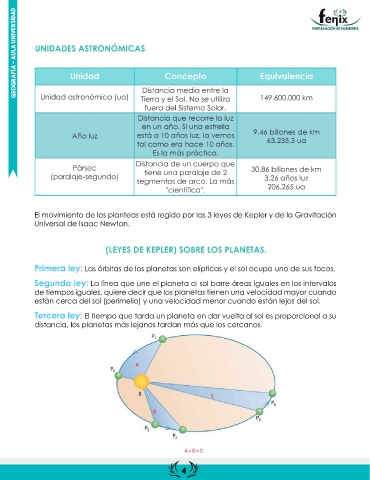 GEOGRAFÍA – AULA UNIVERSIDAD
fenix
PREPARACIÓN DE EXÁMENES
UNIDADES ASTRONÓMICAS
Unidad Concepto Equivalencia
Unidad astronómica (uo) Distancia media entre la Tierra y el Sol. No se utiliza fuera del Sistema Solar. 149.600.000 km
Año luz Distancia que recorre la luz en un año. Si una estrella está a 10 años luz, la vemos tal como era hace 10 años. Es la más práctica. 9.46 billones de km 63.235,3 ua
Pársec (paralaje-segundo) Distancia de un cuerpo que tiene una paralaje de 2 segmentos de arco. La más "científica". 30,86 billones de km 3.26 años luz 206.265 ua
El movimiento de los planteas está regido por las 3 leyes de Kepler y de la Gravitación
Universal de Isaac Newton.
(LEYES DE KEPLER) SOBRE LOS PLANETAS.
Primera ley: Las órbitas de los planetas son elípticas y el sol ocupa uno de sus focos.
Segunda ley: La línea que une el planeta al sol barre áreas iguales en los intervalos
de tiempos iguales, quiere decir que los planetas tienen una velocidad mayor cuando
están cerca del sol (perimelio) y una velocidad menor cuando están lejos del sol.
Tercera ley: El tiempo que tarda un planeta en dar vuelta al sol es proporcional a su
distancia, los planetas más lejanos tardan más que los cercanos.
P1
A
P2
S
C
P6
B
P5
P3
P4
A=B=D
4